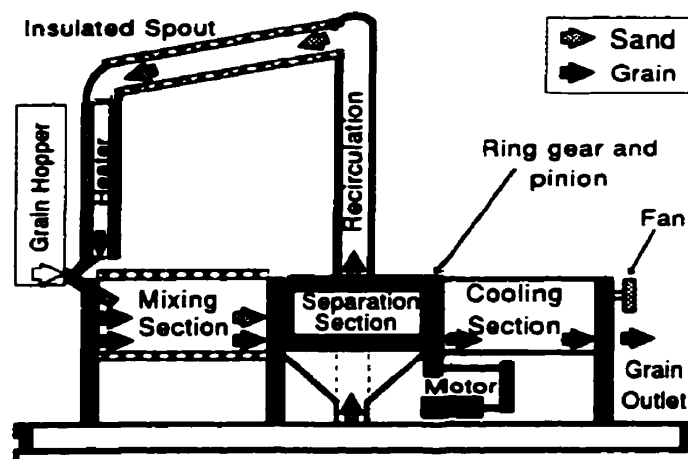 Insulated Spout
Sand
Grain
Grain Hopper
Heater
Recirculation
Ring gear and
pinion
Fan
Mixing
Section
Separation
Section
Cooling
Section
Motor
Grain
Outlet